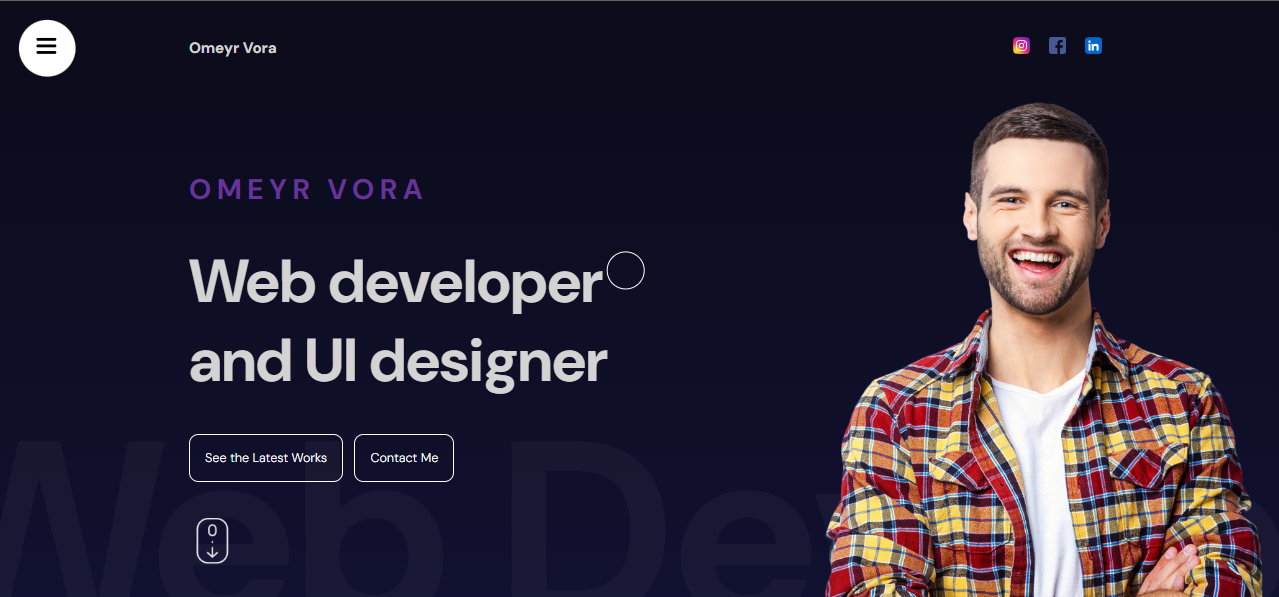 Omeyr Vora
OMEYR VORA
Web developer
and UI designer
See the Latest Works
Contact Me
Web Dev